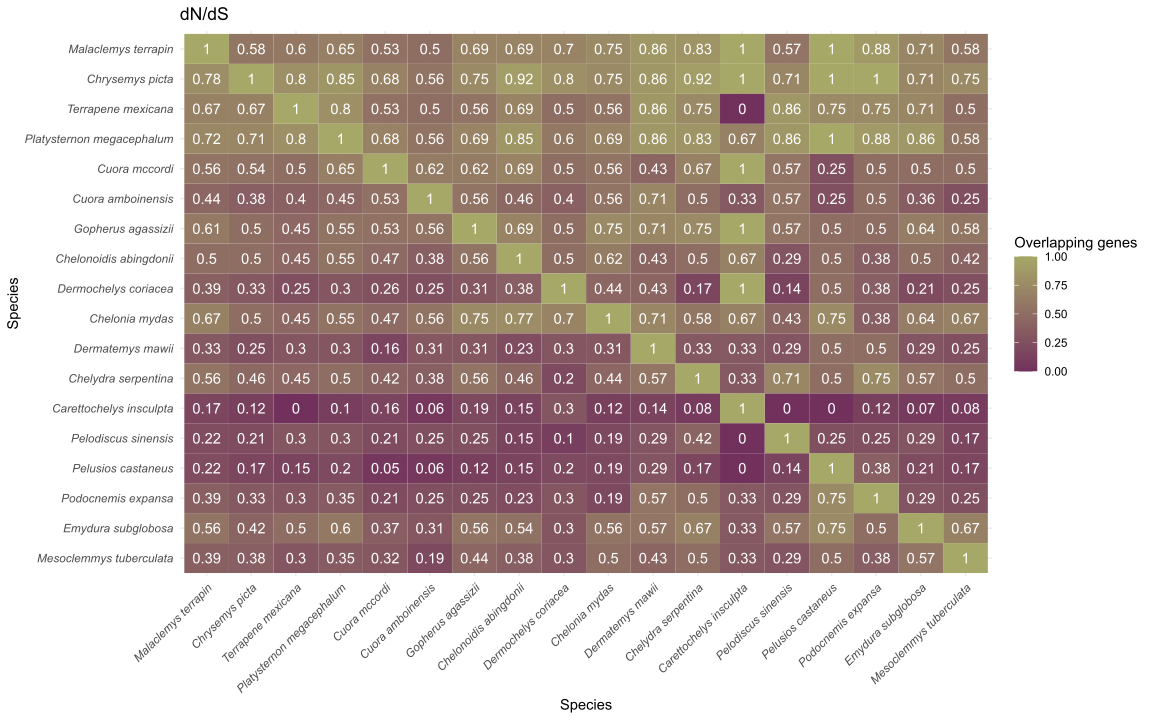 dN/dS
Malaclemys terrapin 1 0.58 0.6 0.65 0.53 0.5 0.69 0.69 0.7 0.75 0.86 0.83 1 0.57 1 0.88 0.71 0.58
Chrysemys picta 0.78 1 0.8 0.85 0.68 0.56 0.75 0.92 0.8 0.75 0.86 0.92 1 0.71 1 1 0.71 0.75
Terrapene mexicana 0.67 0.67 1 0.8 0.53 0.5 0.56 0.69 0.5 0.56 0.86 0.75 0 0.86 0.75 0.75 0.71 0.5
Platysternon megacephalum 0.72 0.71 0.8 1 0.68 0.56 0.69 0.85 0.6 0.69 0.86 0.83 0.67 0.86 1 0.88 0.86 0.58
Cuora mccordi 0.56 0.54 0.5 0.65 1 0.62 0.62 0.69 0.5 0.56 0.43 0.67 1 0.57 0.25 0.5 0.5 0.5
Cuora amboinensis 0.44 0.38 0.4 0.45 0.53 1 0.56 0.46 0.4 0.56 0.71 0.5 0.33 0.57 0.25 0.5 0.36 0.25
Gopherus agassizii 0.61 0.5 0.45 0.55 0.53 0.56 1 0.69 0.5 0.75 0.71 0.75 1 0.57 0.5 0.5 0.64 0.58
Chelonoidis abingdonii 0.5 0.5 0.45 0.55 0.47 0.38 0.56 1 0.5 0.62 0.43 0.5 0.67 0.29 0.5 0.38 0.5 0.42
Dermochelys coriacea 0.39 0.33 0.25 0.3 0.26 0.25 0.31 0.38 1 0.44 0.43 0.17 1 0.14 0.5 0.38 0.21 0.25
Chelonia mydas 0.67 0.5 0.45 0.55 0.47 0.56 0.75 0.77 0.7 1 0.71 0.58 0.67 0.43 0.75 0.38 0.64 0.67
Dermatemys mawii 0.33 0.25 0.3 0.3 0.16 0.31 0.31 0.23 0.3 0.31 1 0.33 0.33 0.29 0.5 0.5 0.29 0.25
Chelydra serpentina 0.56 0.46 0.45 0.5 0.42 0.38 0.56 0.46 0.2 0.44 0.57 1 0.33 0.71 0.5 0.75 0.57 0.5
Carettochelys insculpta 0.17 0.12 0 0.1 0.16 0.06 0.19 0.15 0.3 0.12 0.14 0.08 1 0 0 0.12 0.07 0.08
Pelodiscus sinensis 0.22 0.21 0.3 0.3 0.21 0.25 0.25 0.15 0.1 0.19 0.29 0.42 0 1 0.25 0.25 0.29 0.17
Pelusios castaneus 0.22 0.17 0.15 0.2 0.05 0.06 0.12 0.15 0.2 0.19 0.29 0.17 0 0.14 1 0.38 0.21 0.17
Podocnemis expansa 0.39 0.33 0.3 0.35 0.21 0.25 0.25 0.23 0.3 0.19 0.57 0.5 0.33 0.29 0.75 1 0.29 0.25
Emydura subglobosa 0.56 0.42 0.5 0.6 0.37 0.31 0.56 0.54 0.3 0.56 0.57 0.67 0.33 0.57 0.75 0.5 1 0.67
Mesoclemmys tuberculata 0.39 0.38 0.3 0.35 0.32 0.19 0.44 0.38 0.3 0.5 0.43 0.5 0.33 0.29 0.5 0.38 0.57 1
Species
Malaclemys terrapin
Chrysemys picta
Terrapene mexicana
Platysternon megacephalum
Cuora mccordi
Cuora amboinensis
Gopherus agassizii
Chelonoidis abingdonii
Dermochelys coriacea
Chelonia mydas
Dermatemys mawii
Chelydra serpentina
Carettochelys insculpta
Pelodiscus sinensis
Pelusios castaneus
Podocnemis expansa
Emydura subglobosa
Mesoclemmys tuberculata
Species
Overlapping genes
1.00
0.75
0.50
0.25
0.00